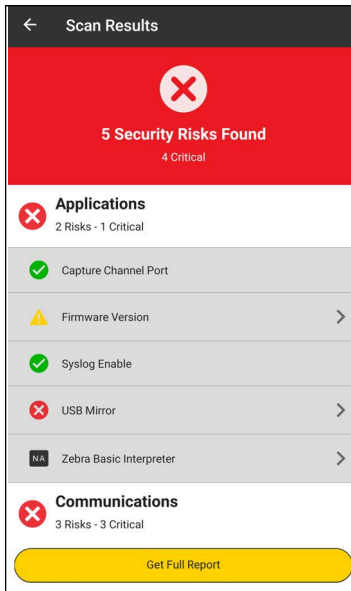 Scan Results
5 Security Risks Found
4 Critical
Applications
2 Risks - 1 Critical
Capture Channel Port
Firmware Version
Syslog Enable
USB Mirror
NA Zebra Basic Interpreter
Communications
3 Risks - 3 Critical
Get Full Report